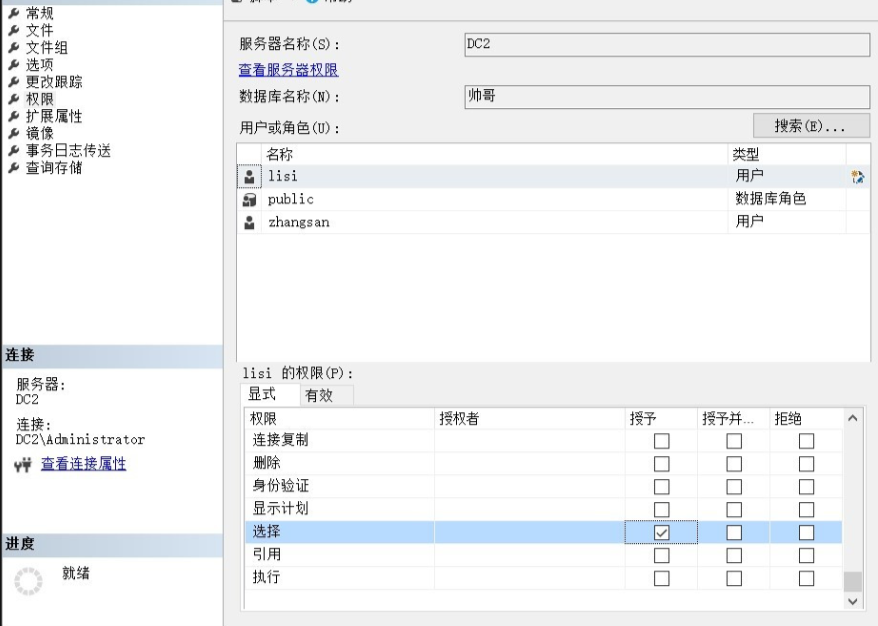 常规
文件
文件组
选项
更改跟踪
权限
扩展属性
镜像
事务日志传送
查询存储
连接
服务器:
DC2
连接:
DC2\Administrator
查看连接属性
进度
就绪
服务器名称(S):
DC2
查看服务器权限
数据库名称(N):
帅哥
用户或角色(U):
搜索(E)...
名称 类型
lisi 用户
public 数据库角色
zhangsan 用户
lisi 的权限(P):
显式 有效
权限 授权者 授予 授予并... 拒绝
连接复制
删除
身份验证
显示计划
选择
引用
执行